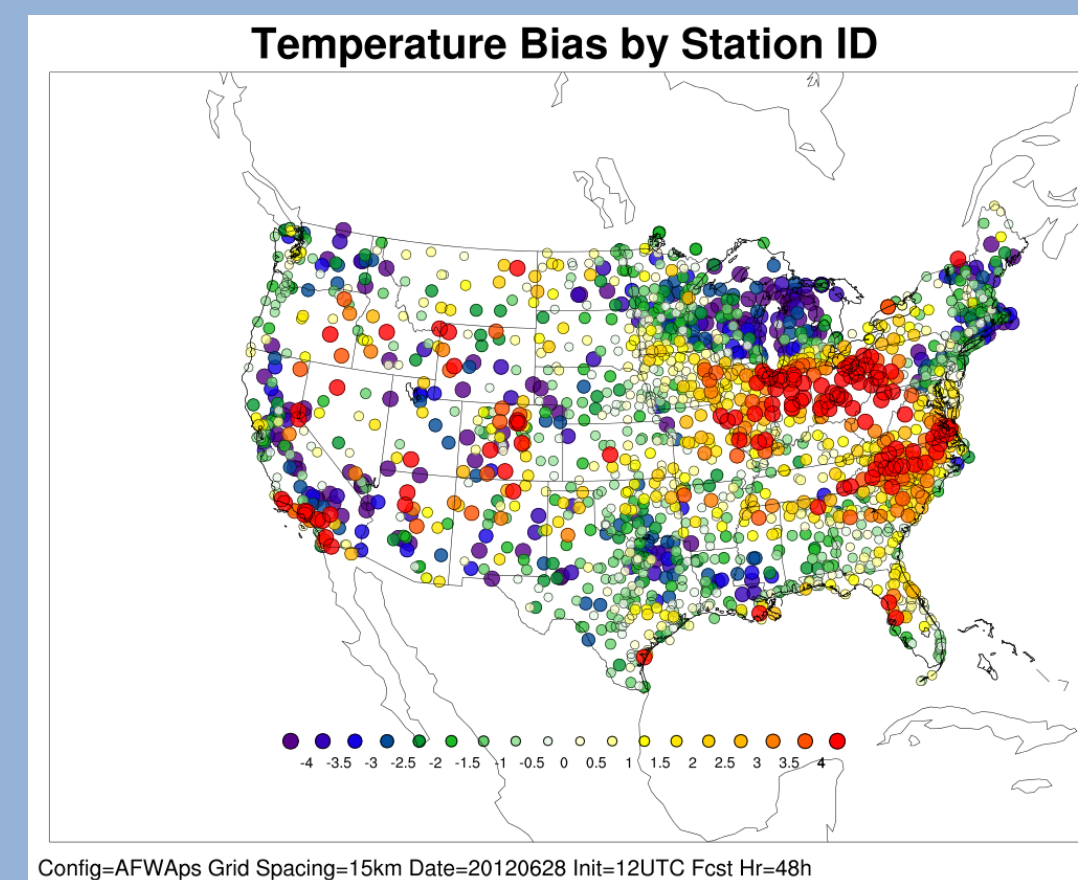 Temperature Bias by Station ID
-4 -3.5 -3 -2.5 -2 -1.5 -1 -0.5 0 0.5 1 1.5 2 2.5 3 3.5 4
Config=AFWAps Grid Spacing=15km Date=20120628 Init=12UTC Fcst Hr=48h